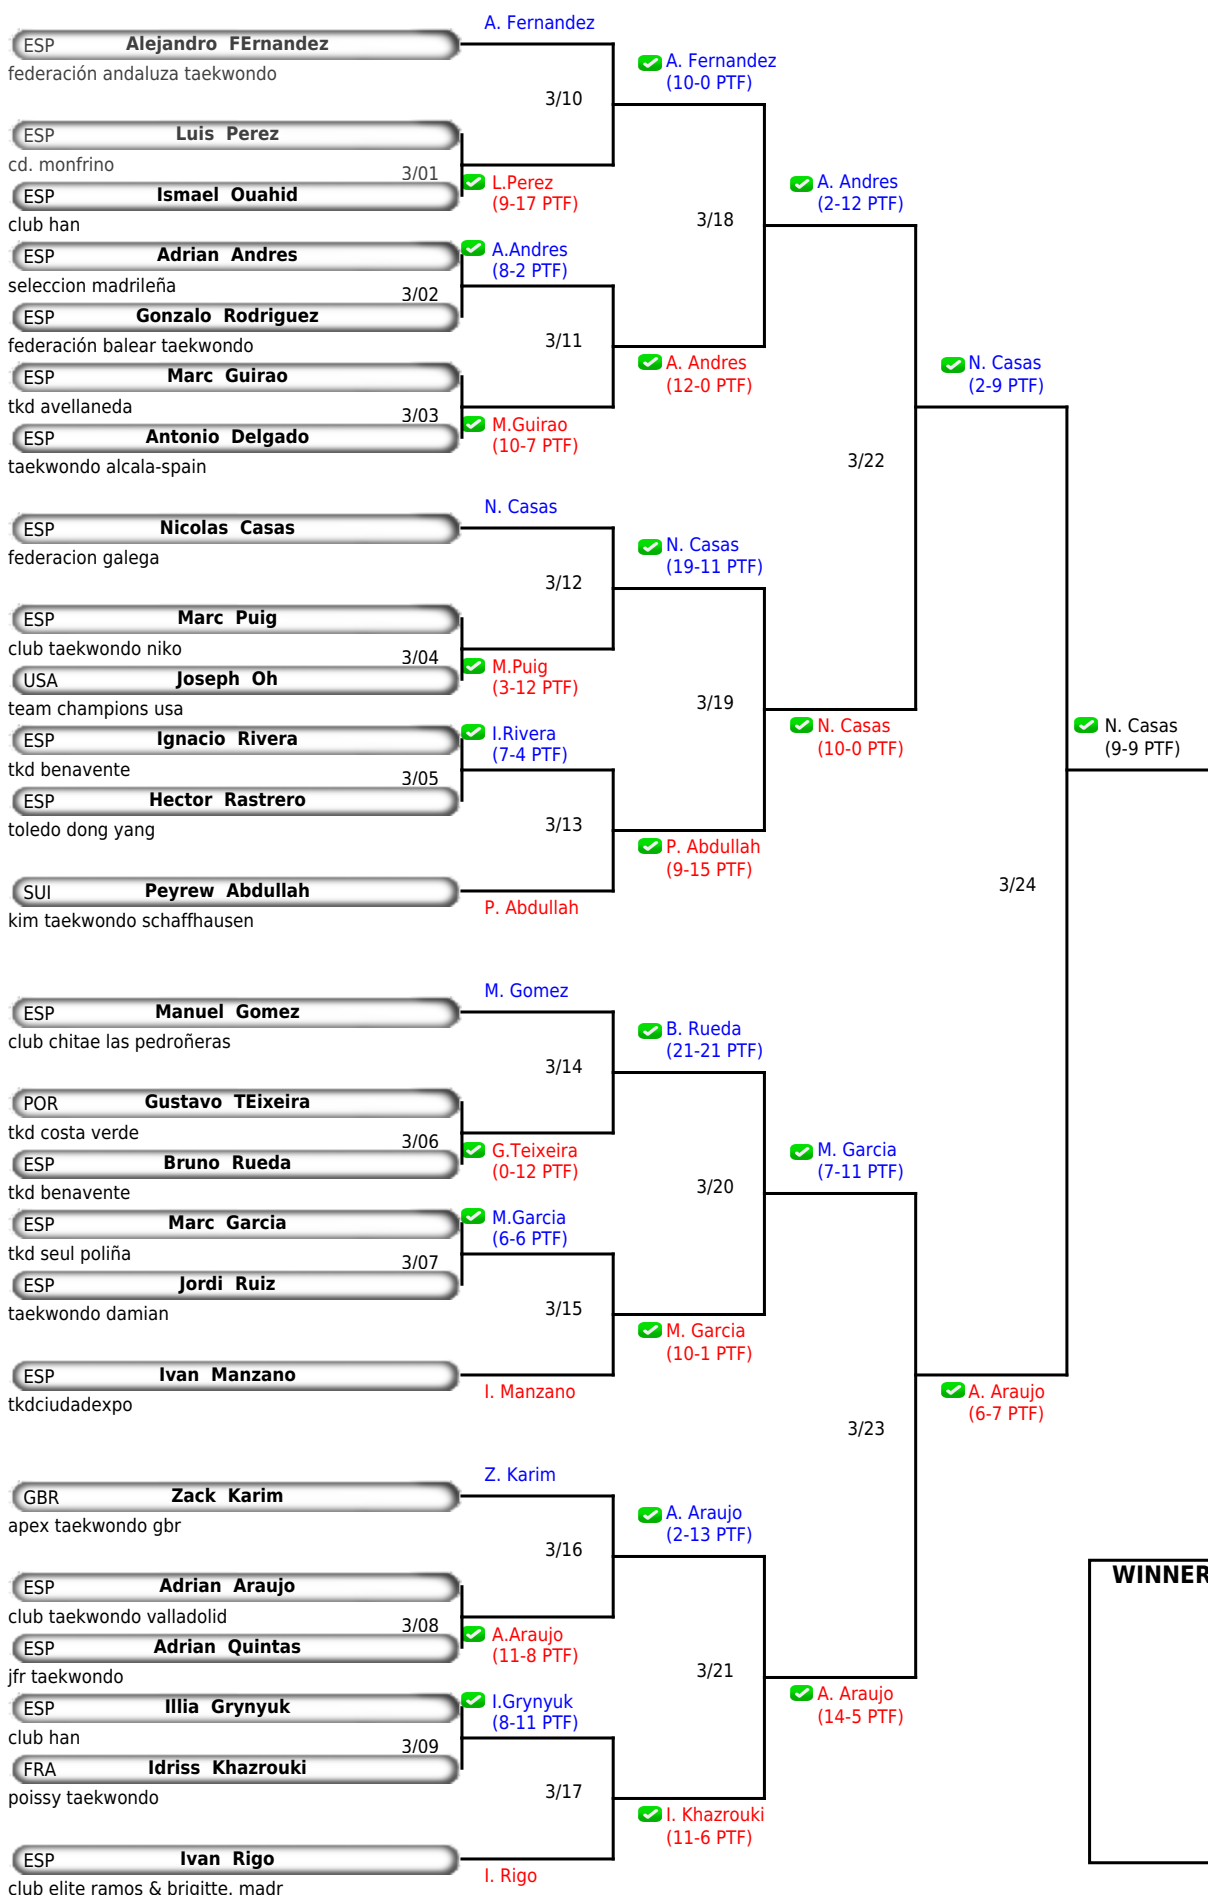 A. Fernandez
ESP Alejandro FErnandez
federación andaluza taekwondo
A. Fernandez
(10-0 PTF)
3/10
ESP Luis Perez
cd. monfrino
3/01
L.Perez
(9-17 PTF)
ESP Ismael Ouahid
club han
A. Andres
(2-12 PTF)
3/18
ESP Adrian Andres
seleccion madrileña
A.Andres
(8-2 PTF)
3/02
ESP Gonzalo Rodriguez
federación balear taekwondo
3/11
A. Andres
(12-0 PTF)
ESP Marc Guirao
tkd avellaneda
3/03
M.Guirao
(10-7 PTF)
ESP Antonio Delgado
taekwondo alcala-spain
N. Casas
(2-9 PTF)
3/22
N. Casas
ESP Nicolas Casas
federacion galega
N. Casas
(19-11 PTF)
3/12
ESP Marc Puig
club taekwondo niko
3/04
M.Puig
(3-12 PTF)
USA Joseph Oh
team champions usa
3/19
N. Casas
(10-0 PTF)
N. Casas
(9-9 PTF)
ESP Ignacio Rivera
tkd benavente
I.Rivera
(7-4 PTF)
3/05
ESP Hector Rastrero
toledo dong yang
3/13
P. Abdullah
(9-15 PTF)
SUI Peyrew Abdullah
kim taekwondo schaffhausen
P. Abdullah
3/24
M. Gomez
ESP Manuel Gomez
club chitae las pedroñeras
B. Rueda
(21-21 PTF)
3/14
POR Gustavo TEixeira
tkd costa verde
3/06
G.Teixeira
(0-12 PTF)
ESP Bruno Rueda
tkd benavente
M. Garcia
(7-11 PTF)
3/20
ESP Marc Garcia
tkd seul poliña
M.Garcia
(6-6 PTF)
3/07
ESP Jordi Ruiz
taekwondo damian
3/15
M. Garcia
(10-1 PTF)
ESP Ivan Manzano
tkdciudadexpo
I. Manzano
A. Araujo
(6-7 PTF)
3/23
Z. Karim
GBR Zack Karim
apex taekwondo gbr
A. Araujo
(2-13 PTF)
3/16
ESP Adrian Araujo
club taekwondo valladolid
3/08
A.Araujo
(11-8 PTF)
ESP Adrian Quintas
jfr taekwondo
3/21
A. Araujo
(14-5 PTF)
WINNER
ESP Illia Grynyuk
club han
I.Grynyuk
(8-11 PTF)
3/09
FRA Idriss Khazrouki
poissy taekwondo
3/17
I. Khazrouki
(11-6 PTF)
ESP Ivan Rigo
club elite ramos & brigitte. madr
I. Rigo